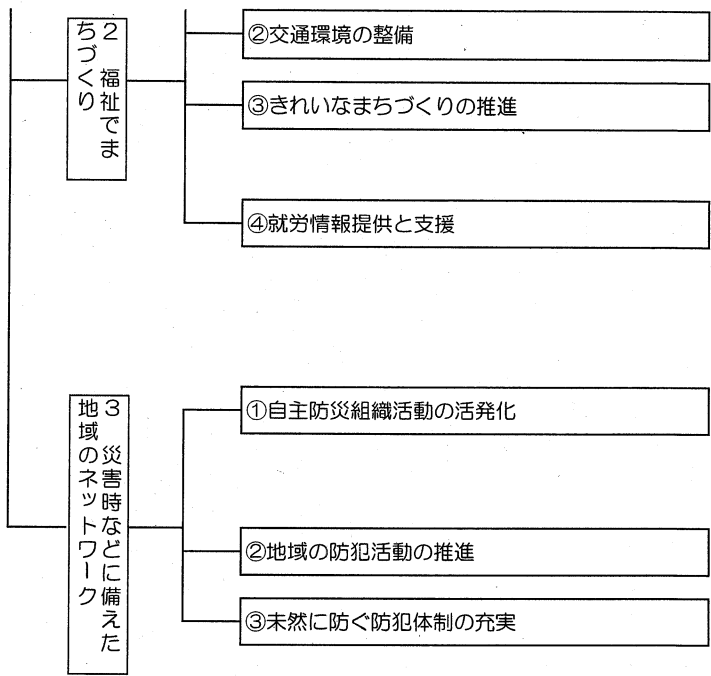 2　福祉でま
ちづくり
②交通環境の整備
③きれいなまちづくりの推進
④就労情報提供と支援
3　災害時などに備えた
地域のネットワーク
①自主防災組織活動の活発化
②地域の防犯活動の推進
③未然に防ぐ防犯体制の充実